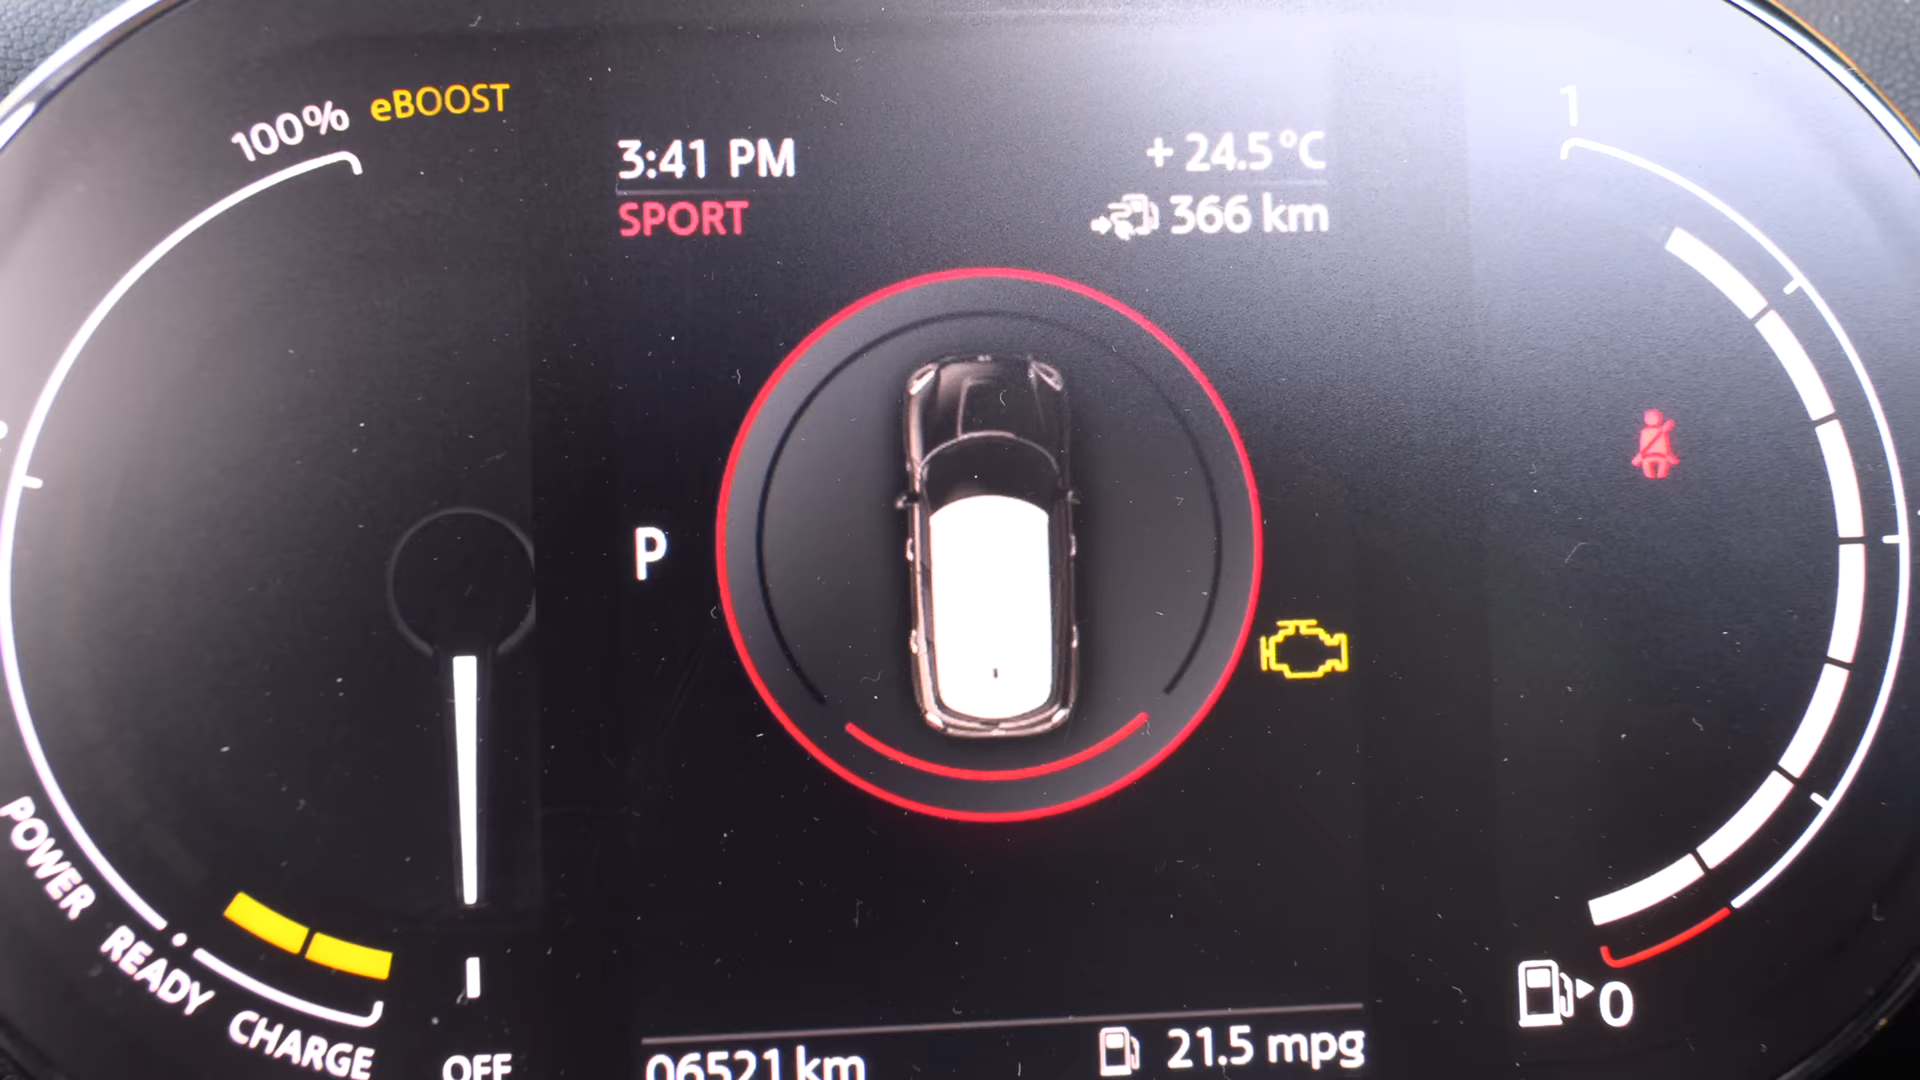 100% eBOOST
3:41 PM
SPORT
+ 24.5°C
366 km
1
P
POWER
READY
CHARGE
OFF
0
06521 km
21.5 mpg